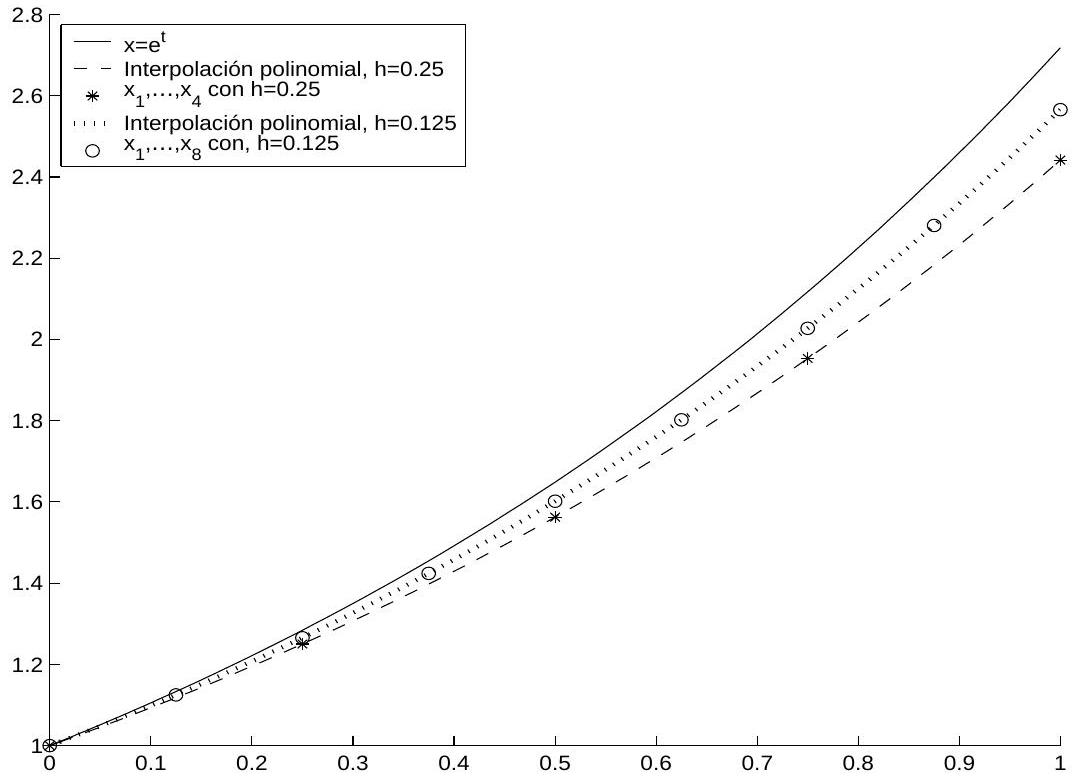 2.8
x=e^t
Interpolación polinomial, h=0.25
x_1,...,x_4 con h=0.25
Interpolación polinomial, h=0.125
x_1,...,x_8 con, h=0.125
2.6
2.4
2.2
2
1.8
1.6
1.4
1.2
1
0 0.1 0.2 0.3 0.4 0.5 0.6 0.7 0.8 0.9 1